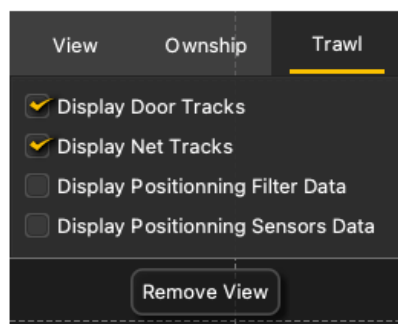 View Ownship Trawl
Display Door Tracks
Display Net Tracks
Display Positionning Filter Data
Display Positionning Sensors Data
Remove View